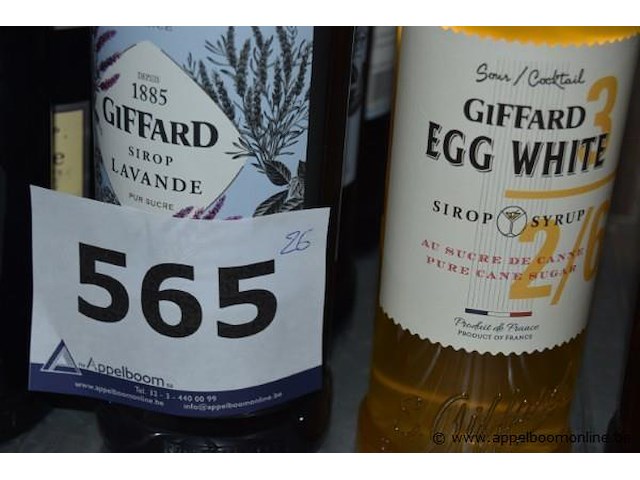 DEPUIS
1885
GIFFARD
SIROP
LAVANDE
PUR SUCRE
565
26
Appelboom
Tel. 32 - 3 - 440 00 99
www.appelboomonline.be info@appelboomonline.be
Sour / Cocktail
GIFFARD
EGG WHITE
3
SIROP SYRUP
2/6
AU SUCRE DE CANNE
PURE CANE SUGAR
Produit de France
PRODUCT OF FRANCE
© www.appelboomonline.be